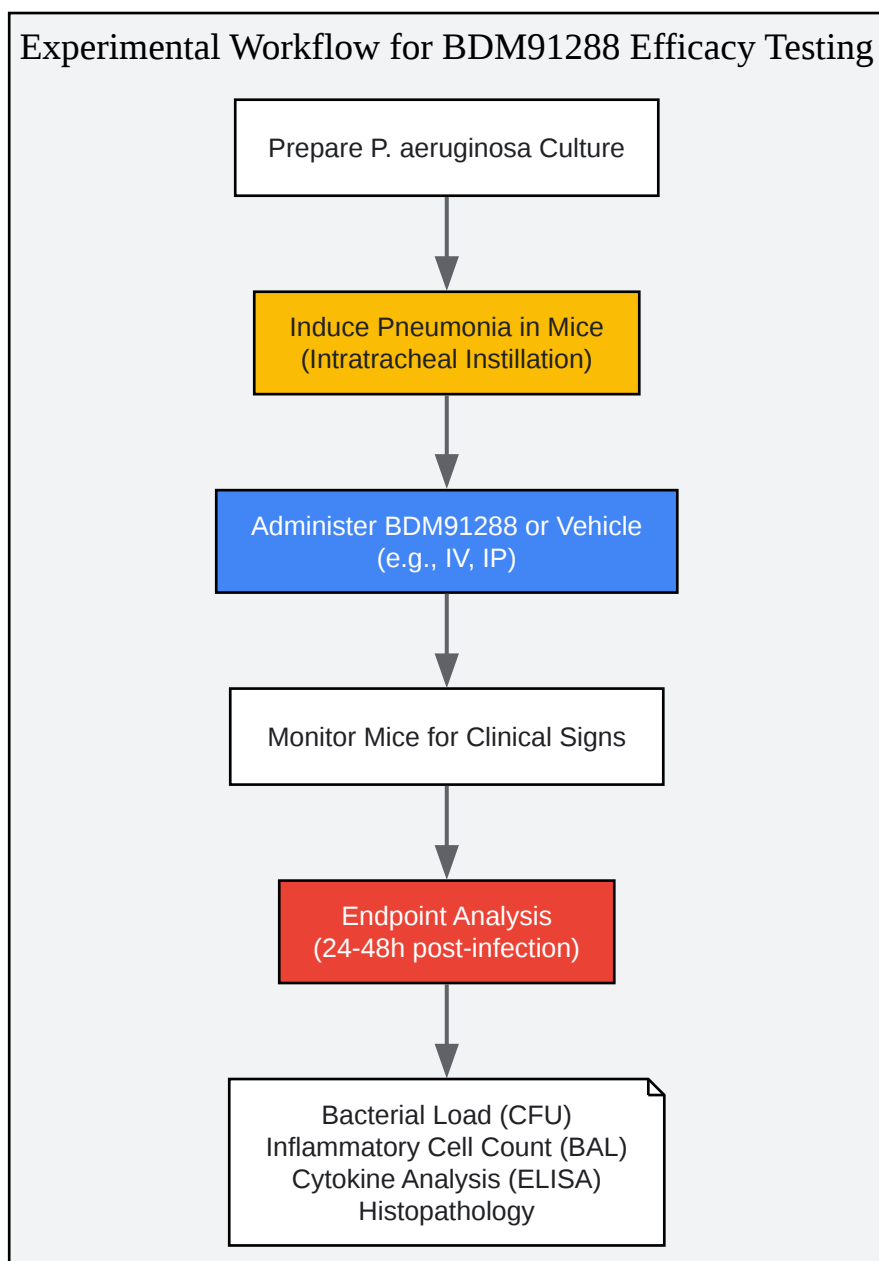 Experimental Workflow for BDM91288 Efficacy Testing
Prepare P. aeruginosa Culture
Induce Pneumonia in Mice
(Intratracheal Instillation)
Administer BDM91288 or Vehicle
(e.g., IV, IP)
Monitor Mice for Clinical Signs
Endpoint Analysis
(24-48h post-infection)
Bacterial Load (CFU)
Inflammatory Cell Count (BAL)
Cytokine Analysis (ELISA)
Histopathology